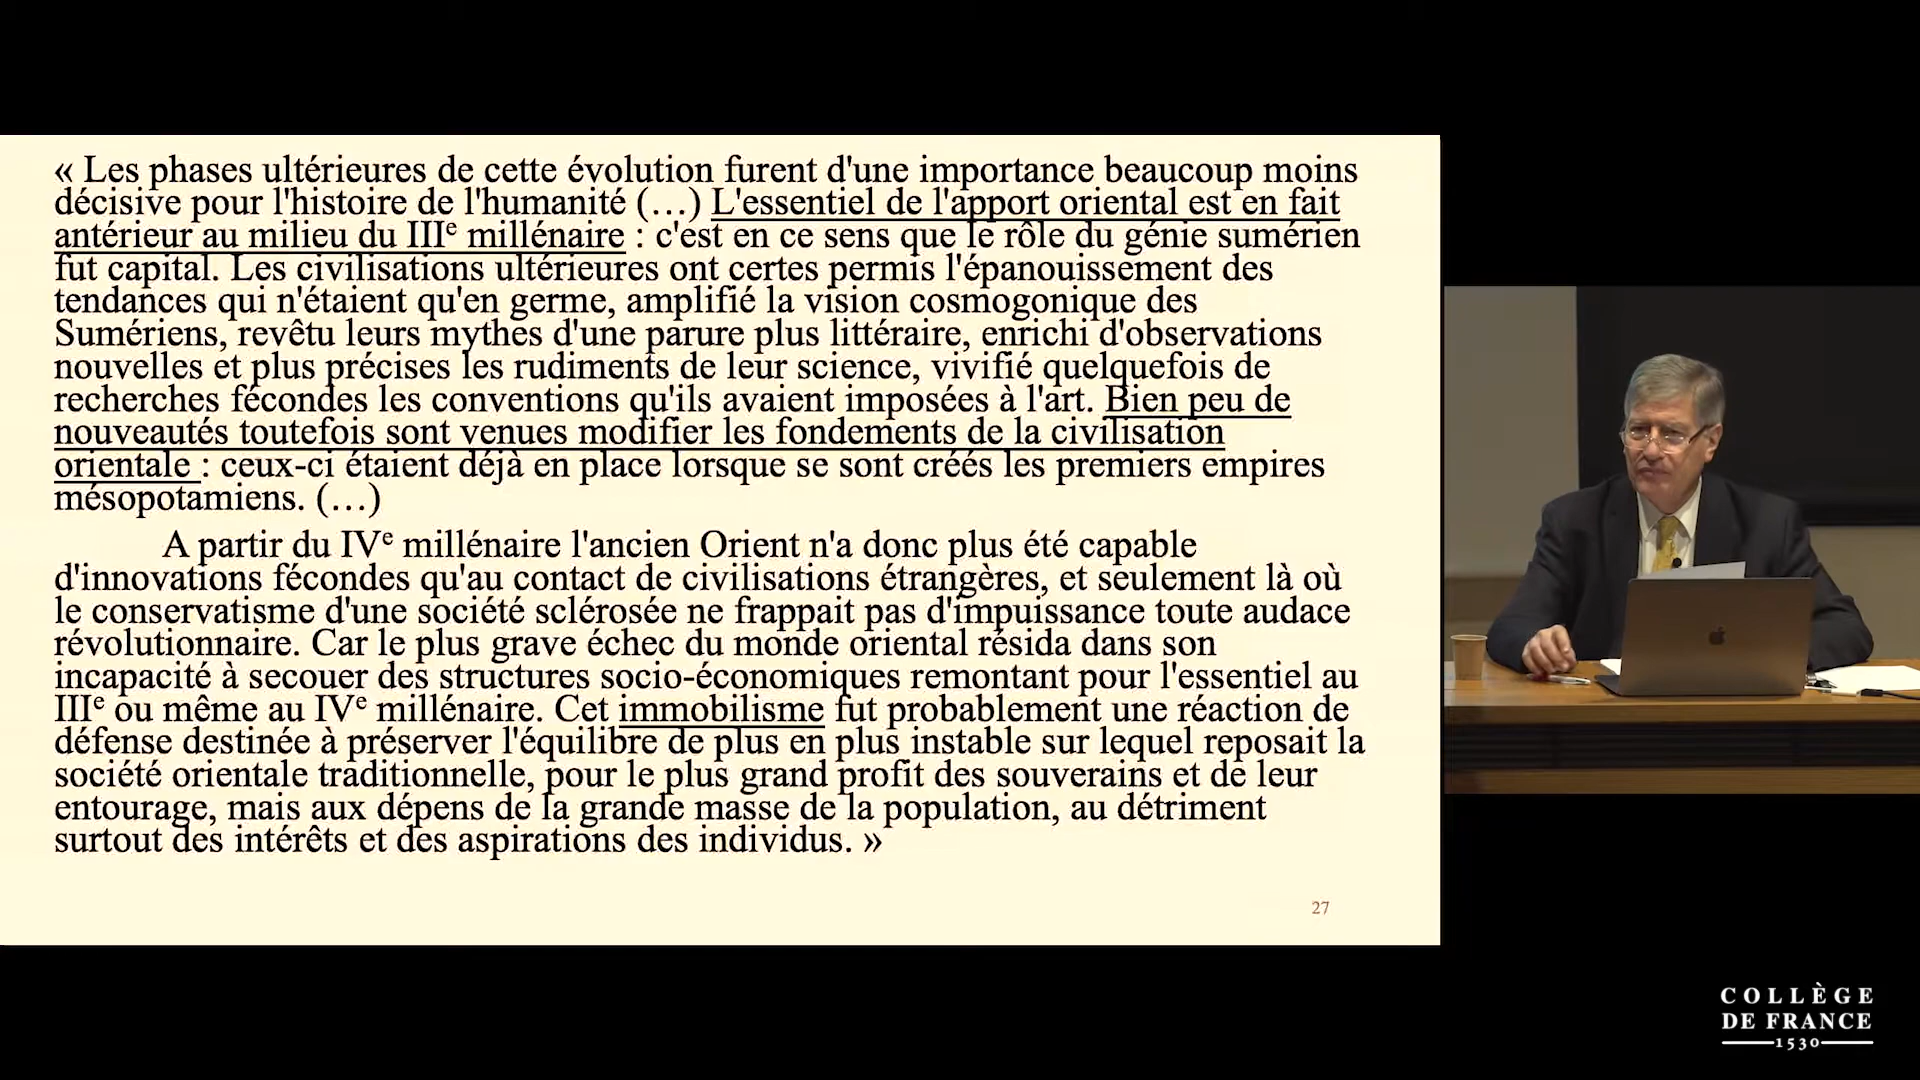 « Les phases ultérieures de cette évolution furent d'une importance beaucoup moins
décisive pour l'histoire de l'humanité (…) L'essentiel de l'apport oriental est en fait
antérieur au milieu du IIIe millénaire : c'est en ce sens que le rôle du génie sumérien
fut capital. Les civilisations ultérieures ont certes permis l'épanouissement des
tendances qui n'étaient qu'en germe, amplifié la vision cosmogonique des
Sumériens, revêtu leurs mythes d'une parure plus littéraire, enrichi d'observations
nouvelles et plus précises les rudiments de leur science, vivifié quelquefois de
recherches fécondes les conventions qu'ils avaient imposées à l'art. Bien peu de
nouveautés toutefois sont venues modifier les fondements de la civilisation
orientale : ceux-ci étaient déjà en place lorsque se sont créés les premiers empires
mésopotamiens. (…)
A partir du IVe millénaire l'ancien Orient n'a donc plus été capable
d'innovations fécondes qu'au contact de civilisations étrangères, et seulement là où
le conservatisme d'une société sclérosée ne frappait pas d'impuissance toute audace
révolutionnaire. Car le plus grave échec du monde oriental résida dans son
incapacité à secouer des structures socio-économiques remontant pour l'essentiel au
IIIe ou même au IVe millénaire. Cet immobilisme fut probablement une réaction de
défense destinée à préserver l'équilibre de plus en plus instable sur lequel reposait la
société orientale traditionnelle, pour le plus grand profit des souverains et de leur
entourage, mais aux dépens de la grande masse de la population, au détriment
surtout des intérêts et des aspirations des individus. »
27
COLLÈGE
DE FRANCE
1530